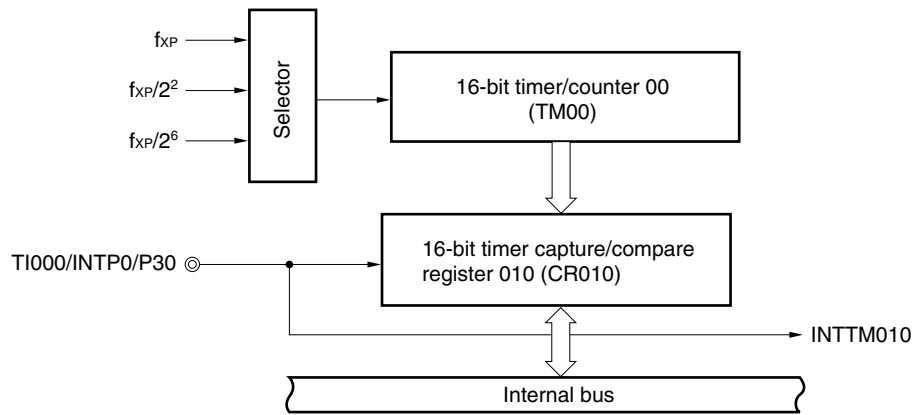 fXP
fXP/2²
fXP/2⁶
Selector
16-bit timer/counter 00
(TM00)
TI000/INTP0/P30
16-bit timer capture/compare
register 010 (CR010)
INTTM010
Internal bus